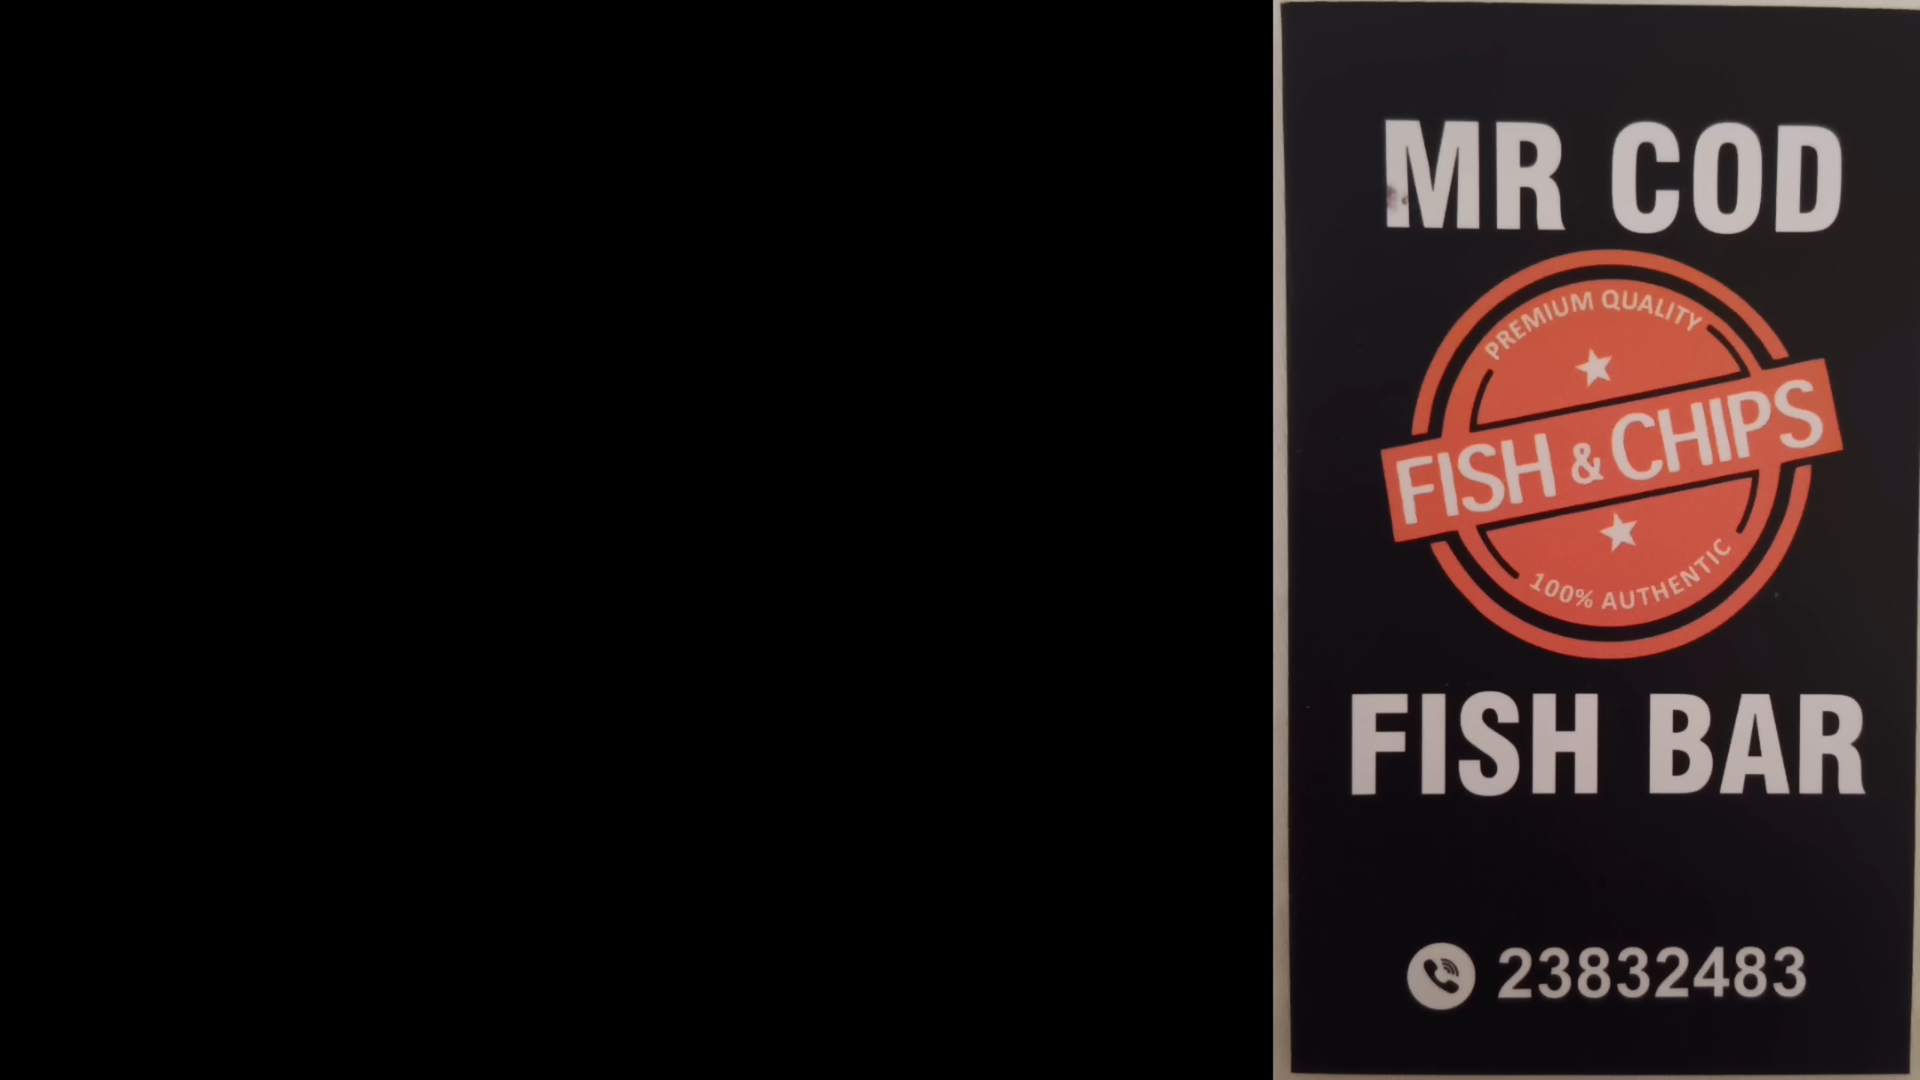 MR COD
PREMIUM QUALITY
FISH & CHIPS
100% AUTHENTIC
FISH BAR
23832483